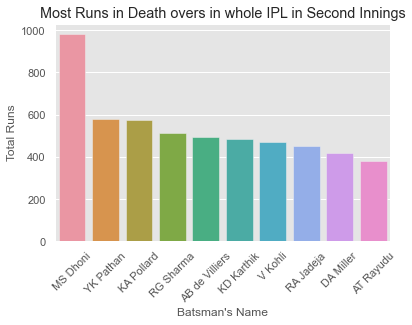 Most Runs in Death overs in whole IPL in Second Innings
Total Runs
1000
800
600
400
200
0
MS Dhoni
YK Pathan
KA Pollard
RG Sharma
AB de Villiers
KD Karthik
V Kohli
RA Jadeja
DA Miller
AT Rayudu
Batsman's Name